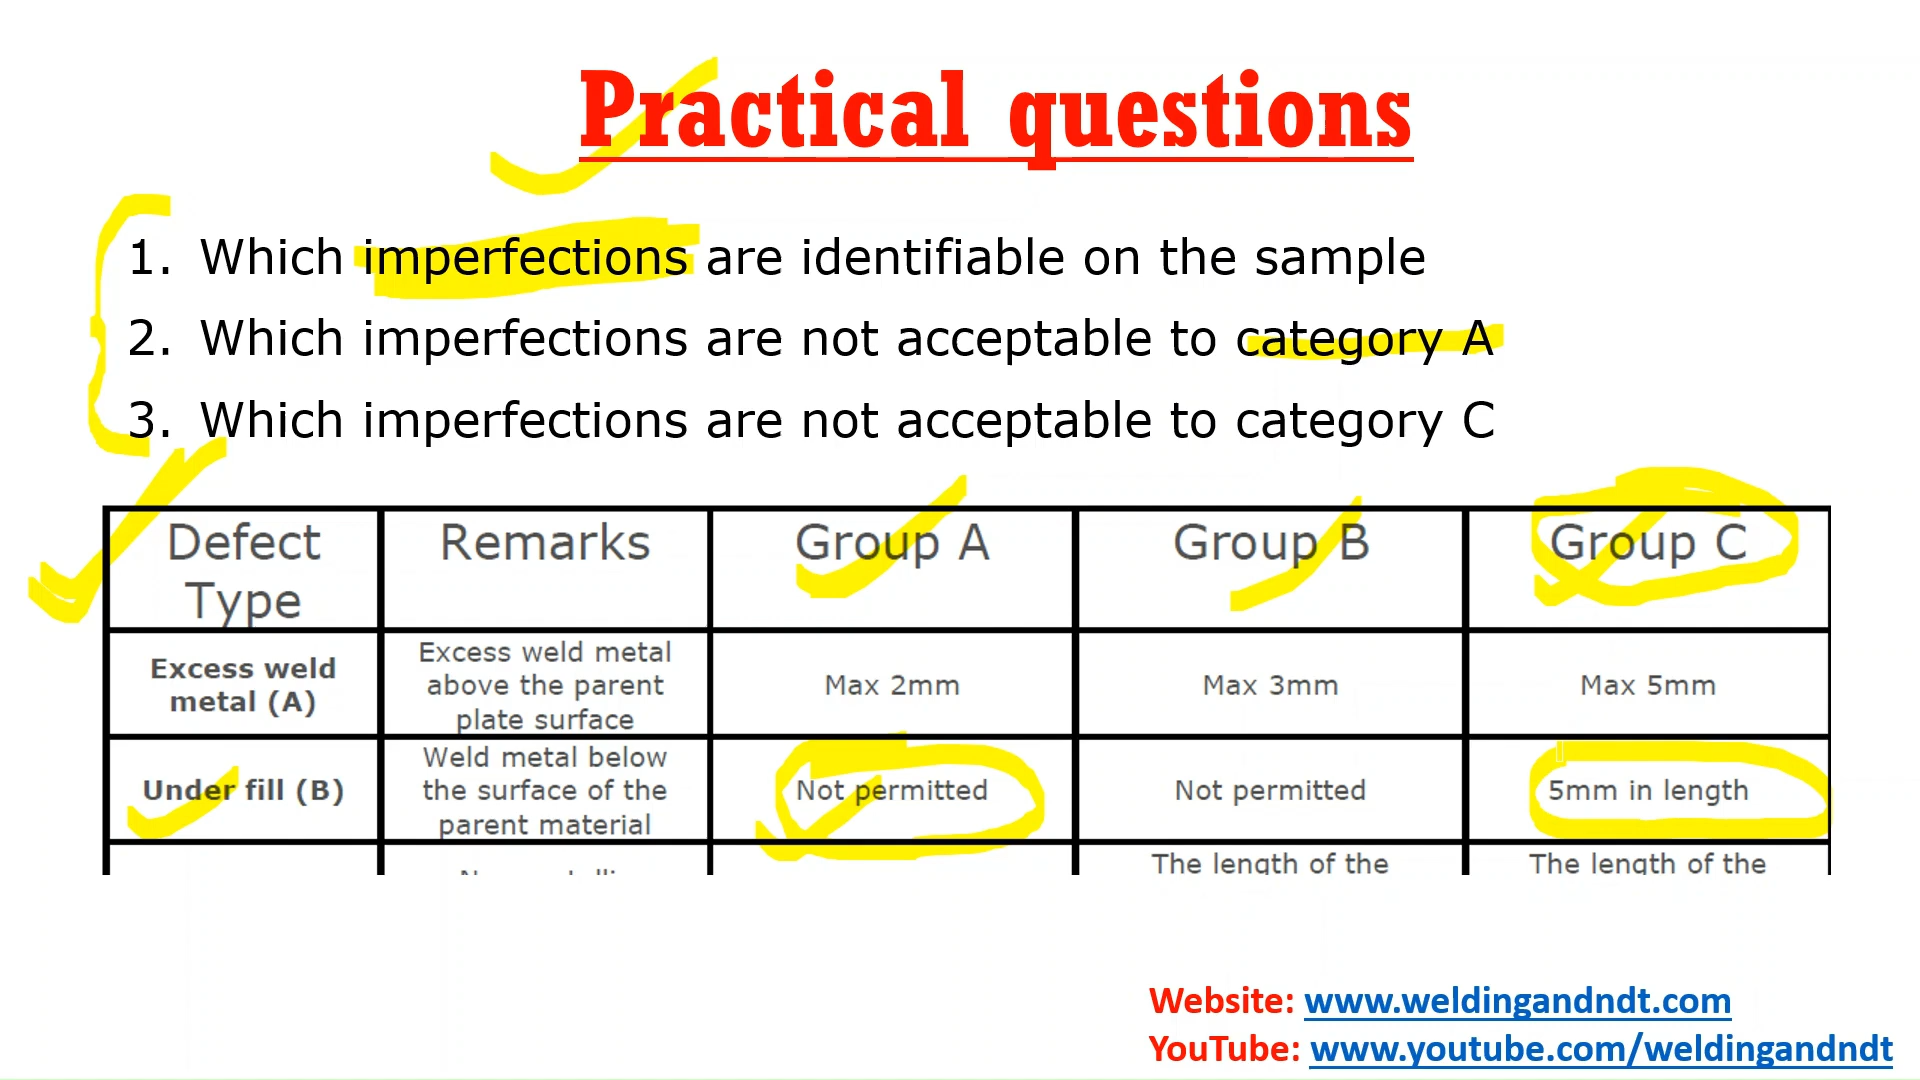 Practical questions
1. Which imperfections are identifiable on the sample
2. Which imperfections are not acceptable to category A
3. Which imperfections are not acceptable to category C
Defect Type Remarks Group A Group B Group C
Excess weld metal (A) Excess weld metal above the parent plate surface Max 2mm Max 3mm Max 5mm
Under fill (B) Weld metal below the surface of the parent material Not permitted Not permitted 5mm in length
The length of the The length of the
Website: www.weldingandndt.com
YouTube: www.youtube.com/weldingandndt